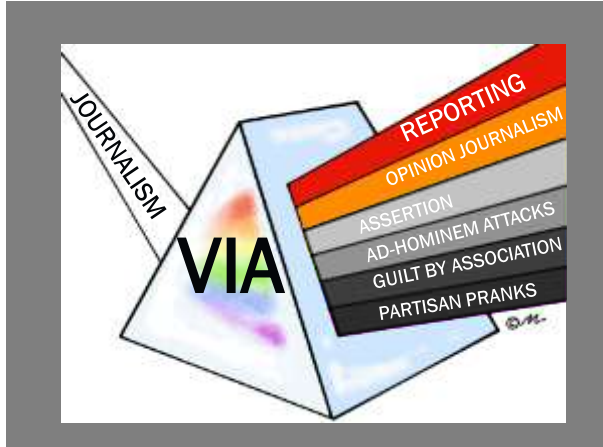 JOURNALISM
VIA
REPORTING
OPINION JOURNALISM
ASSERTION
AD-HOMINEM ATTACKS
GUILT BY ASSOCIATION
PARTISAN PRANKS